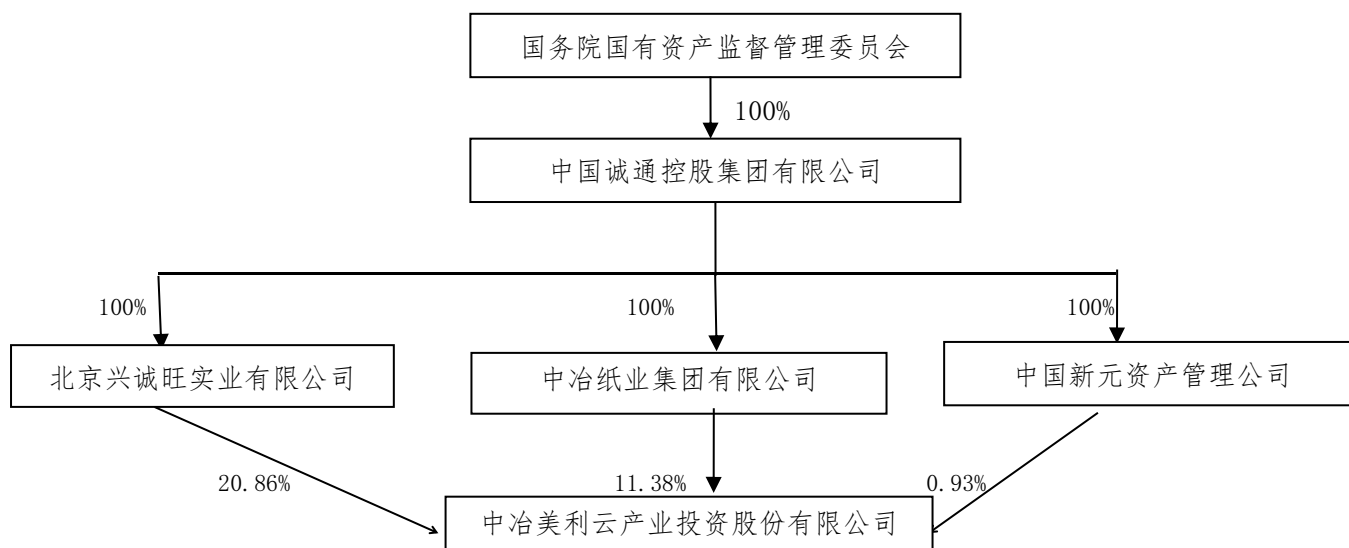 国务院国有资产监督管理委员会
100%
中国诚通控股集团有限公司
100%
100%
100%
北京兴诚旺实业有限公司
中冶纸业集团有限公司
中国新元资产管理公司
20.86%
11.38%
0.93%
中冶美利云产业投资股份有限公司